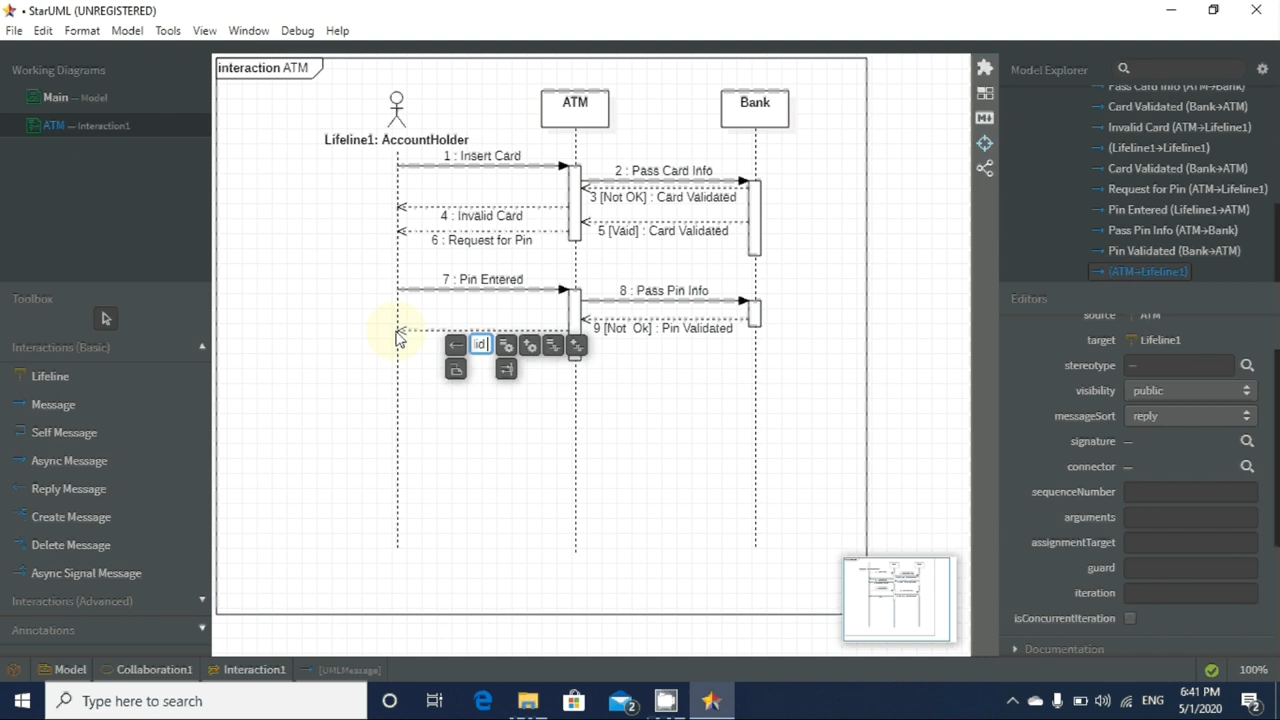 • StarUML (UNREGISTERED)
File Edit Format Model Tools View Window Debug Help
Working Diagrams
Main — Model
ATM — Interaction1
Toolbox
Interactions (Basic)
Lifeline
Message
Self Message
Async Message
Reply Message
Create Message
Delete Message
Async Signal Message
Interactions (Advanced)
Annotations
interaction ATM
ATM
Bank
Lifeline1: AccountHolder
1 : Insert Card
2 : Pass Card Info
3 [Not OK] : Card Validated
4 : Invalid Card
5 [Vaid] : Card Validated
6 : Request for Pin
7 : Pin Entered
8 : Pass Pin Info
9 [Not Ok] : Pin Validated
M↓
Model Explorer
Pass Card Info (ATM→Bank)
Card Validated (Bank→ATM)
Invalid Card (ATM→Lifeline1)
(Lifeline1→Lifeline1)
Card Validated (Bank→ATM)
Request for Pin (ATM→Lifeline1)
Pin Entered (Lifeline1→ATM)
Pass Pin Info (ATM→Bank)
Pin Validated (Bank→ATM)
(ATM→Lifeline1)
Editors
source ATM
target Lifeline1
stereotype —
visibility public
messageSort reply
signature —
connector —
sequenceNumber
arguments
assignmentTarget
guard
iteration
isConcurrentIteration
Documentation
Model Collaboration1 Interaction1 [UMLMessage]
100%
Type here to search
2
ENG
6:41 PM
5/1/2020
2